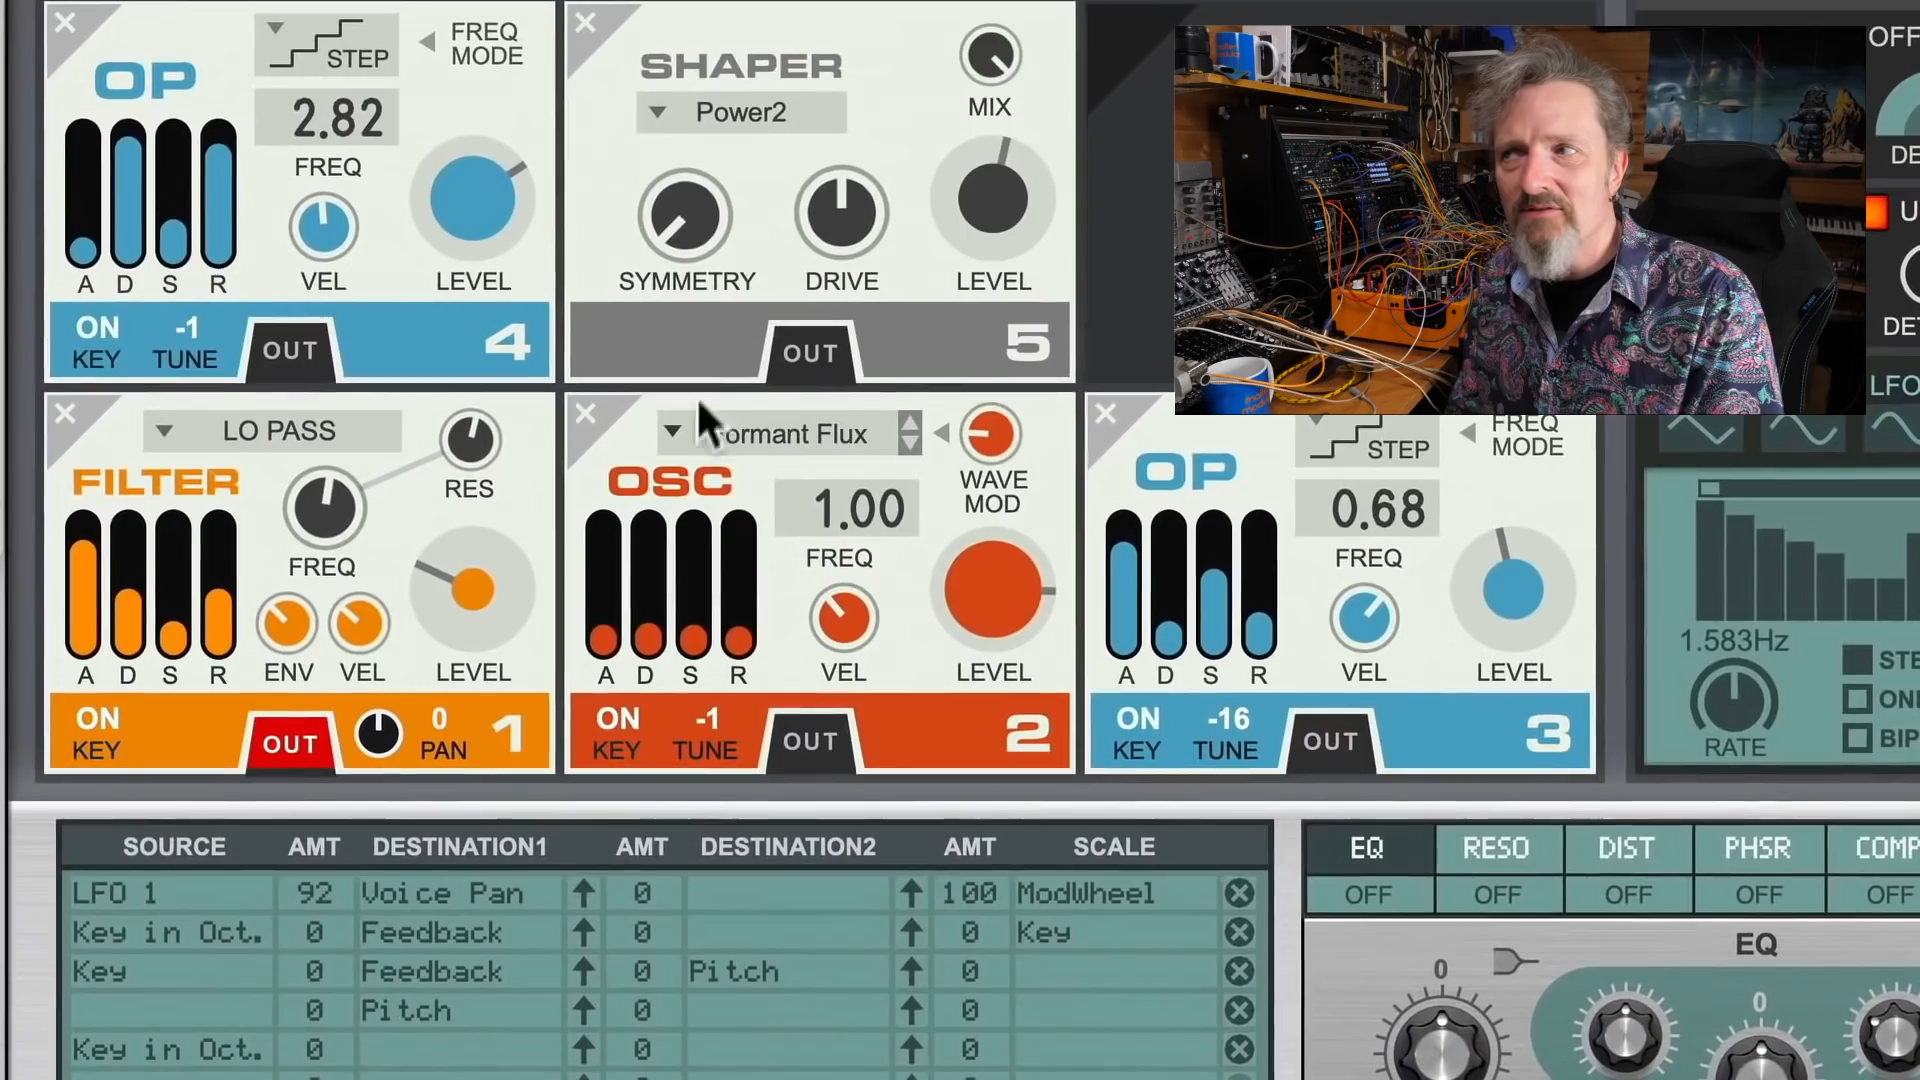 OP
STEP
FREQ
MODE
2.82
FREQ
A D S R
VEL
LEVEL
ON
KEY
-1
TUNE
OUT
4
SHAPER
MIX
Power2
SYMMETRY
DRIVE
LEVEL
OUT
5
LO PASS
RES
FILTER
FREQ
A D S R
ENV
VEL
LEVEL
ON
KEY
OUT
0
PAN
1
ormant Flux
OSC
WAVE
MOD
1.00
FREQ
A D S R
VEL
LEVEL
ON
KEY
-1
TUNE
OUT
2
STEP
FREQ
MODE
OP
0.68
FREQ
A D S R
VEL
LEVEL
ON
KEY
-16
TUNE
OUT
3
OFF
DE
U
DET
LFO
1.583Hz
RATE
STE
ONE
BIP
SOURCE AMT DESTINATION1 AMT DESTINATION2 AMT SCALE
LFO 1 92 Voice Pan 0 100 ModWheel
Key in Oct. 0 Feedback 0 0 Key
Key 0 Feedback 0 Pitch 0
0 Pitch 0 0
Key in Oct. 0 0 0
EQ RESO DIST PHSR COMP
OFF OFF OFF OFF OFF
EQ
0
0